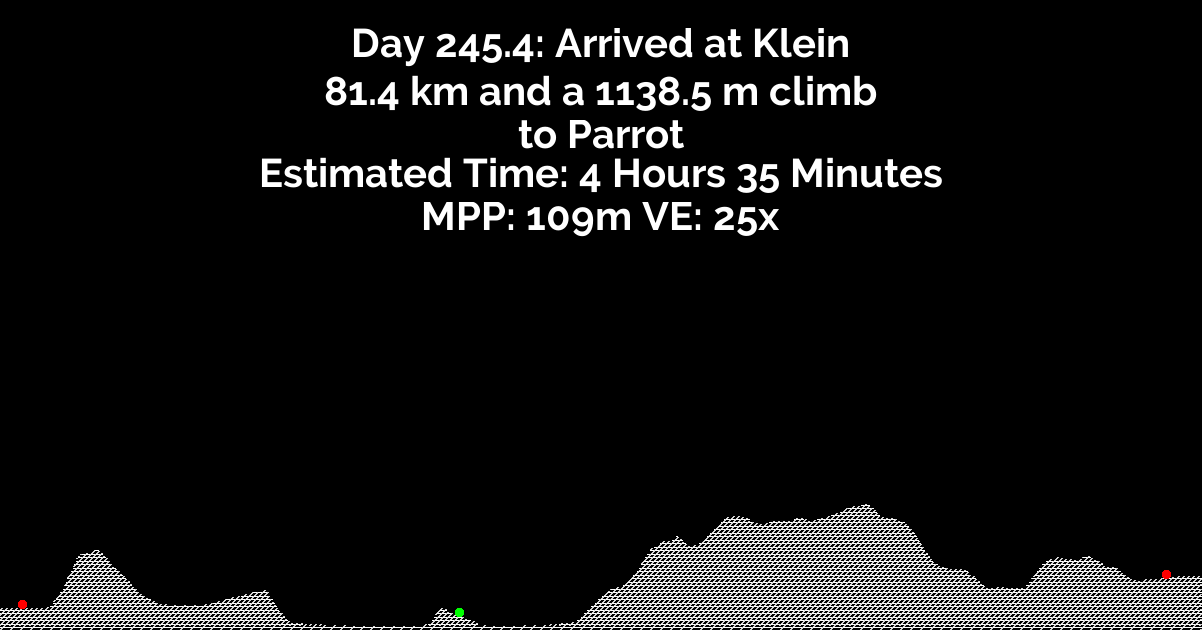 Day 245.4: Arrived at Klein
81.4 km and a 1138.5 m climb
to Parrot
Estimated Time: 4 Hours 35 Minutes
MPP: 109m VE: 25x